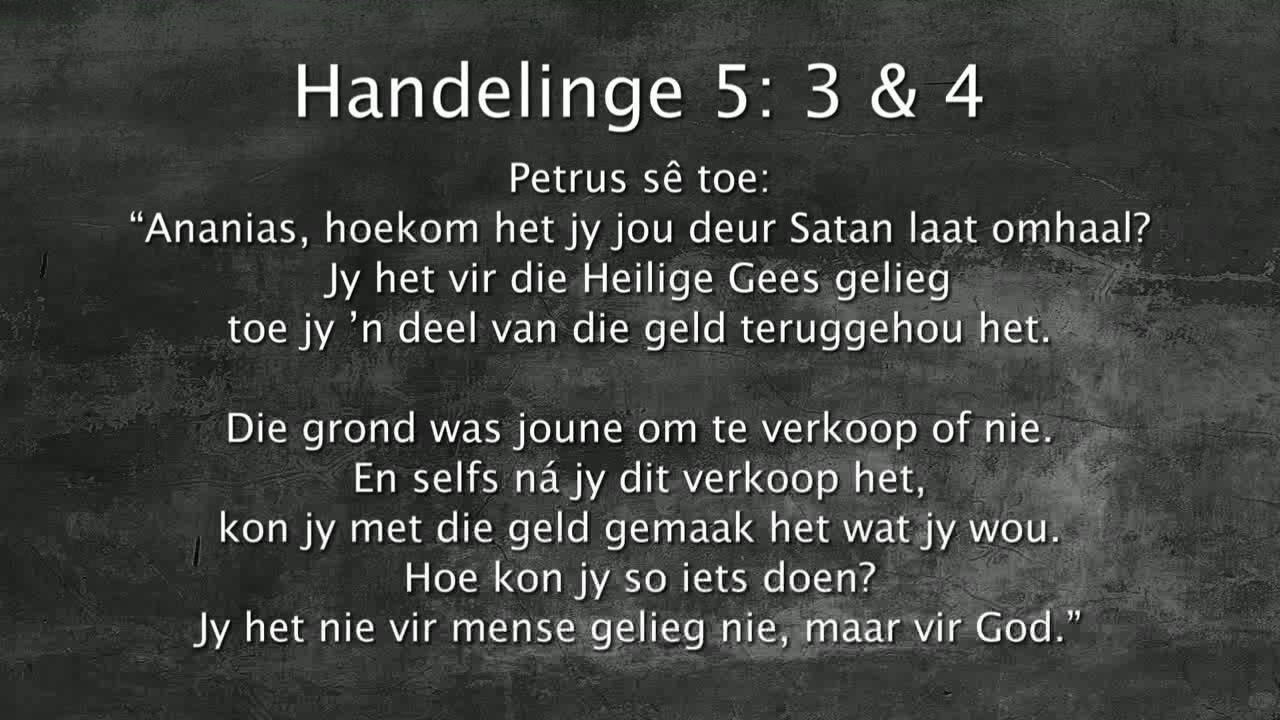 Handelinge 5: 3 & 4
Petrus sê toe:
“Ananias, hoekom het jy jou deur Satan laat omhaal?
Jy het vir die Heilige Gees gelieg
toe jy ’n deel van die geld teruggehou het.
Die grond was joune om te verkoop of nie.
En selfs ná jy dit verkoop het,
kon jy met die geld gemaak het wat jy wou.
Hoe kon jy so iets doen?
Jy het nie vir mense gelieg nie, maar vir God.”